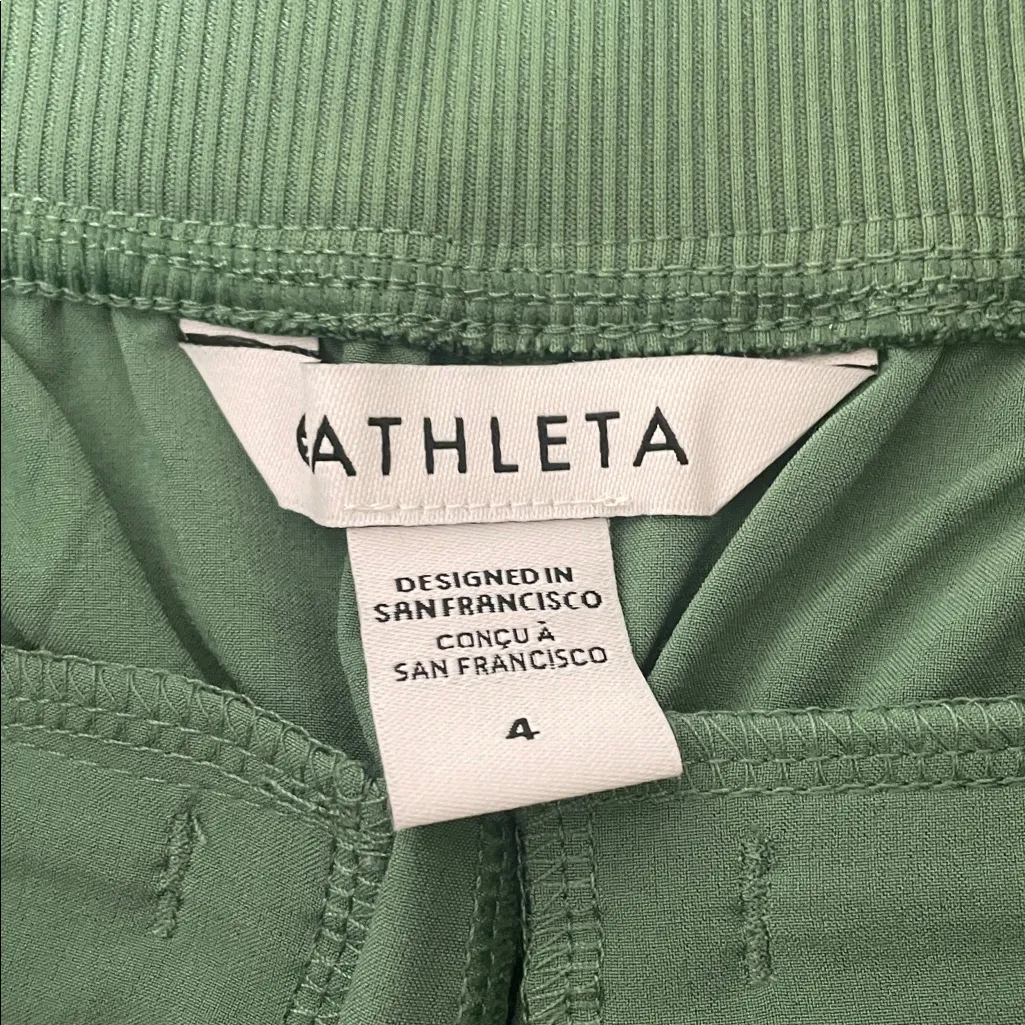 ATHLETA
DESIGNED IN
SAN FRANCISCO
CONÇU À
SAN FRANCISCO
4